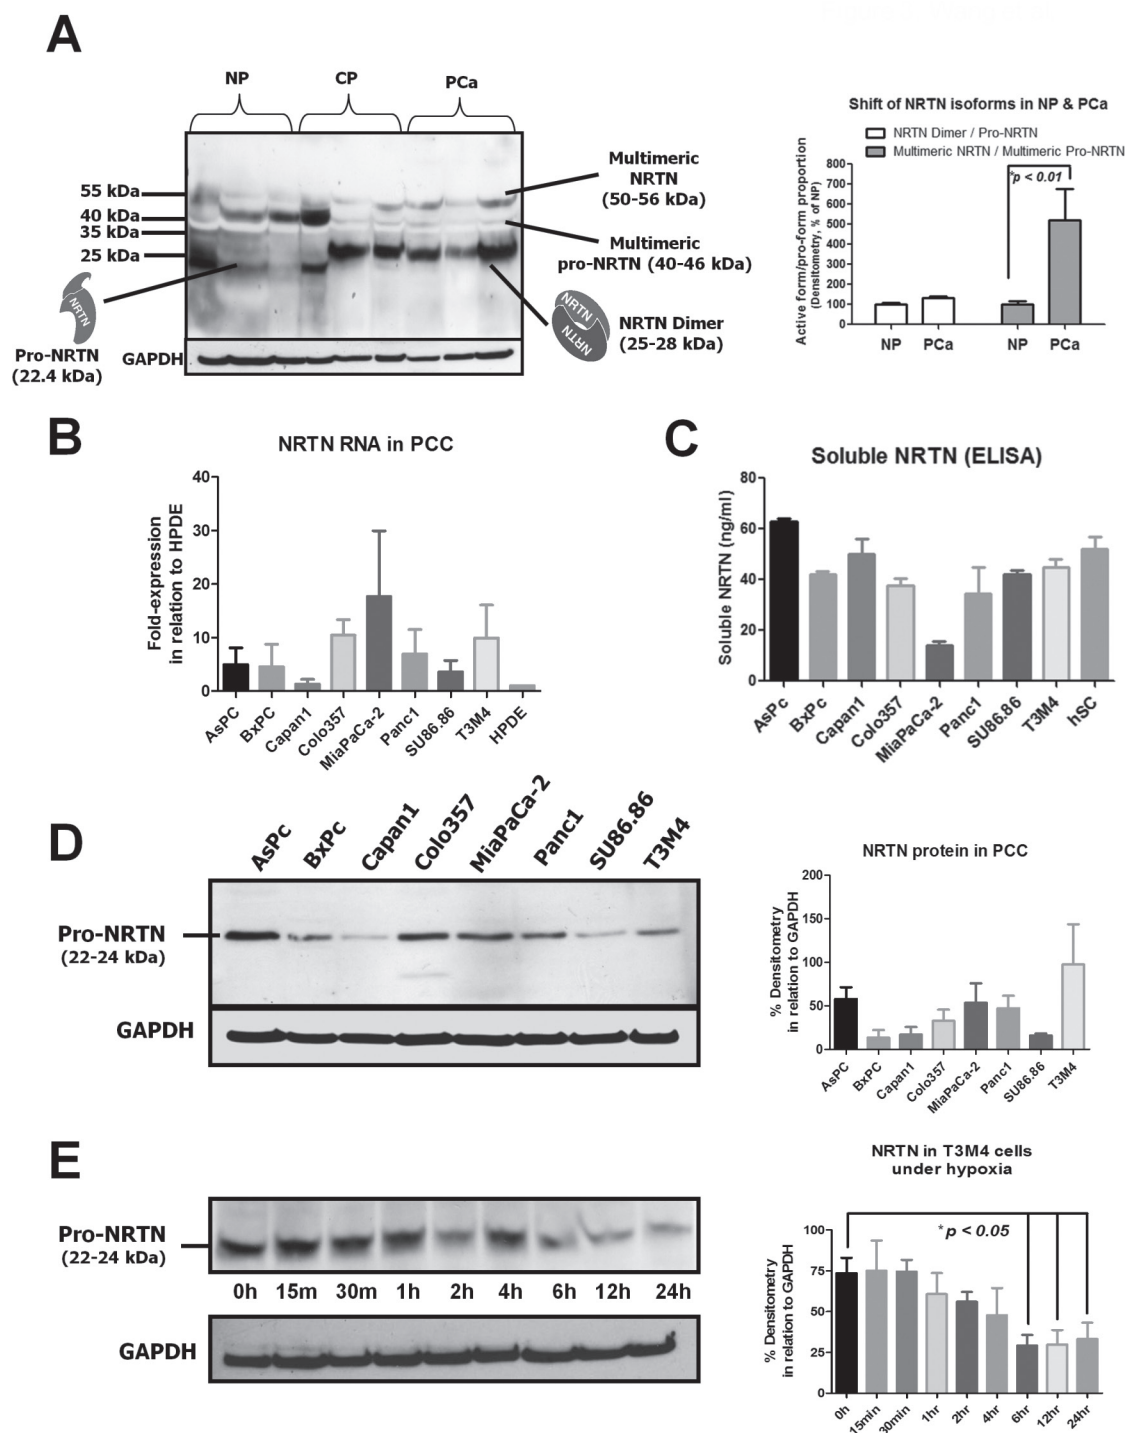 A
NP
CP
PCa
55 kDa
40 kDa
35 kDa
25 kDa
NRTN
Pro-NRTN
(22.4 kDa)
GAPDH
Multimeric
NRTN
(50-56 kDa)
Multimeric
pro-NRTN (40-46 kDa)
NRTN
NRTN
NRTN Dimer
(25-28 kDa)
Shift of NRTN isoforms in NP & PCa
NRTN Dimer / Pro-NRTN
Multimeric NRTN / Multimeric Pro-NRTN
*p < 0.01
Active form/pro-form proportion
(Densitometry, % of NP)
800
700
600
500
400
300
200
100
0
NP
PCa
NP
PCa
B
NRTN RNA in PCC
Fold-expression
in relation to HPDE
40
30
20
10
0
AsPC
BxPC
Capan1
Colo357
MiaPaCa-2
Panc1
SU86.86
T3M4
HPDE
C
Soluble NRTN (ELISA)
Soluble NRTN (ng/ml)
80
60
40
20
0
AsPc
BxPc
Capan1
Colo357
MiaPaCa-2
Panc1
SU86.86
T3M4
hSC
D
AsPc
BxPc
Capan1
Colo357
MiaPaCa-2
Panc1
SU86.86
T3M4
Pro-NRTN
(22-24 kDa)
GAPDH
NRTN protein in PCC
% Densitometry
in relation to GAPDH
200
150
100
50
0
AsPC
BxPC
Capan1
Colo357
MiaPaCa-2
Panc1
SU86.86
T3M4
E
Pro-NRTN
(22-24 kDa)
0h 15m 30m 1h 2h 4h 6h 12h 24h
GAPDH
NRTN in T3M4 cells
under hypoxia
* p < 0.05
% Densitometry
in relation to GAPDH
100
75
50
25
0
0h
15min
30min
1hr
2hr
4hr
6hr
12hr
24hr